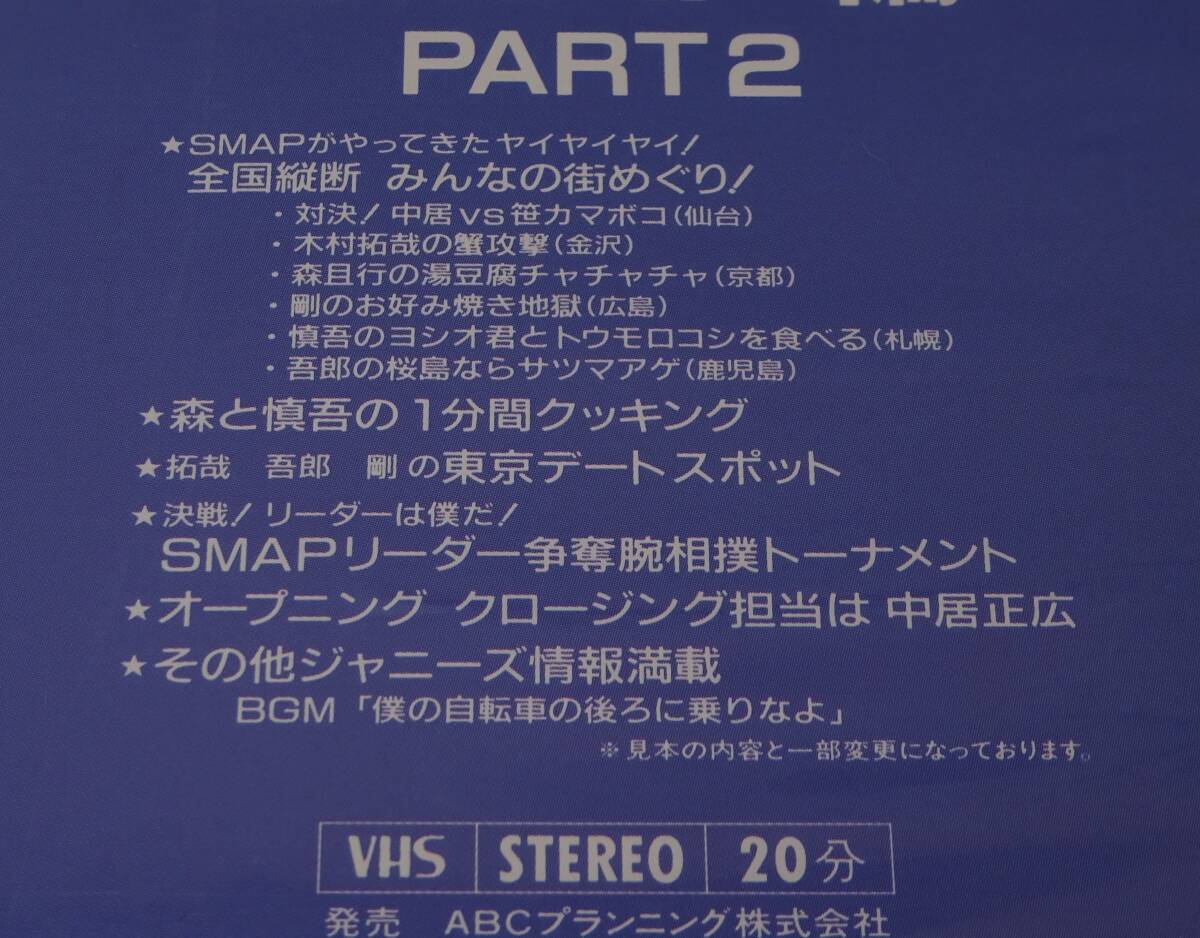 PART2
★SMAPがやってきたヤイヤイヤイ!
全国縦断 みんなの街めぐり!
・対決!中居vs笹カマボコ(仙台)
・木村拓哉の蟹攻撃(金沢)
・森且行の湯豆腐チャチャチャ(京都)
・剛のお好み焼き地獄(広島)
・慎吾のヨシオ君とトウモロコシを食べる(札幌)
・吾郎の桜島ならサツマアゲ(鹿児島)
★森と慎吾の1分間クッキング
★拓哉 吾郎 剛の東京デートスポット
★決戦!リーダーは僕だ!
SMAPリーダー争奪腕相撲トーナメント
★オープニング クロージング担当は 中居正広
★その他ジャニーズ情報満載
BGM「僕の自転車の後ろに乗りなよ」
※見本の内容と一部変更になっております。
VHS STEREO 20分
発売 ABCプランニング株式会社